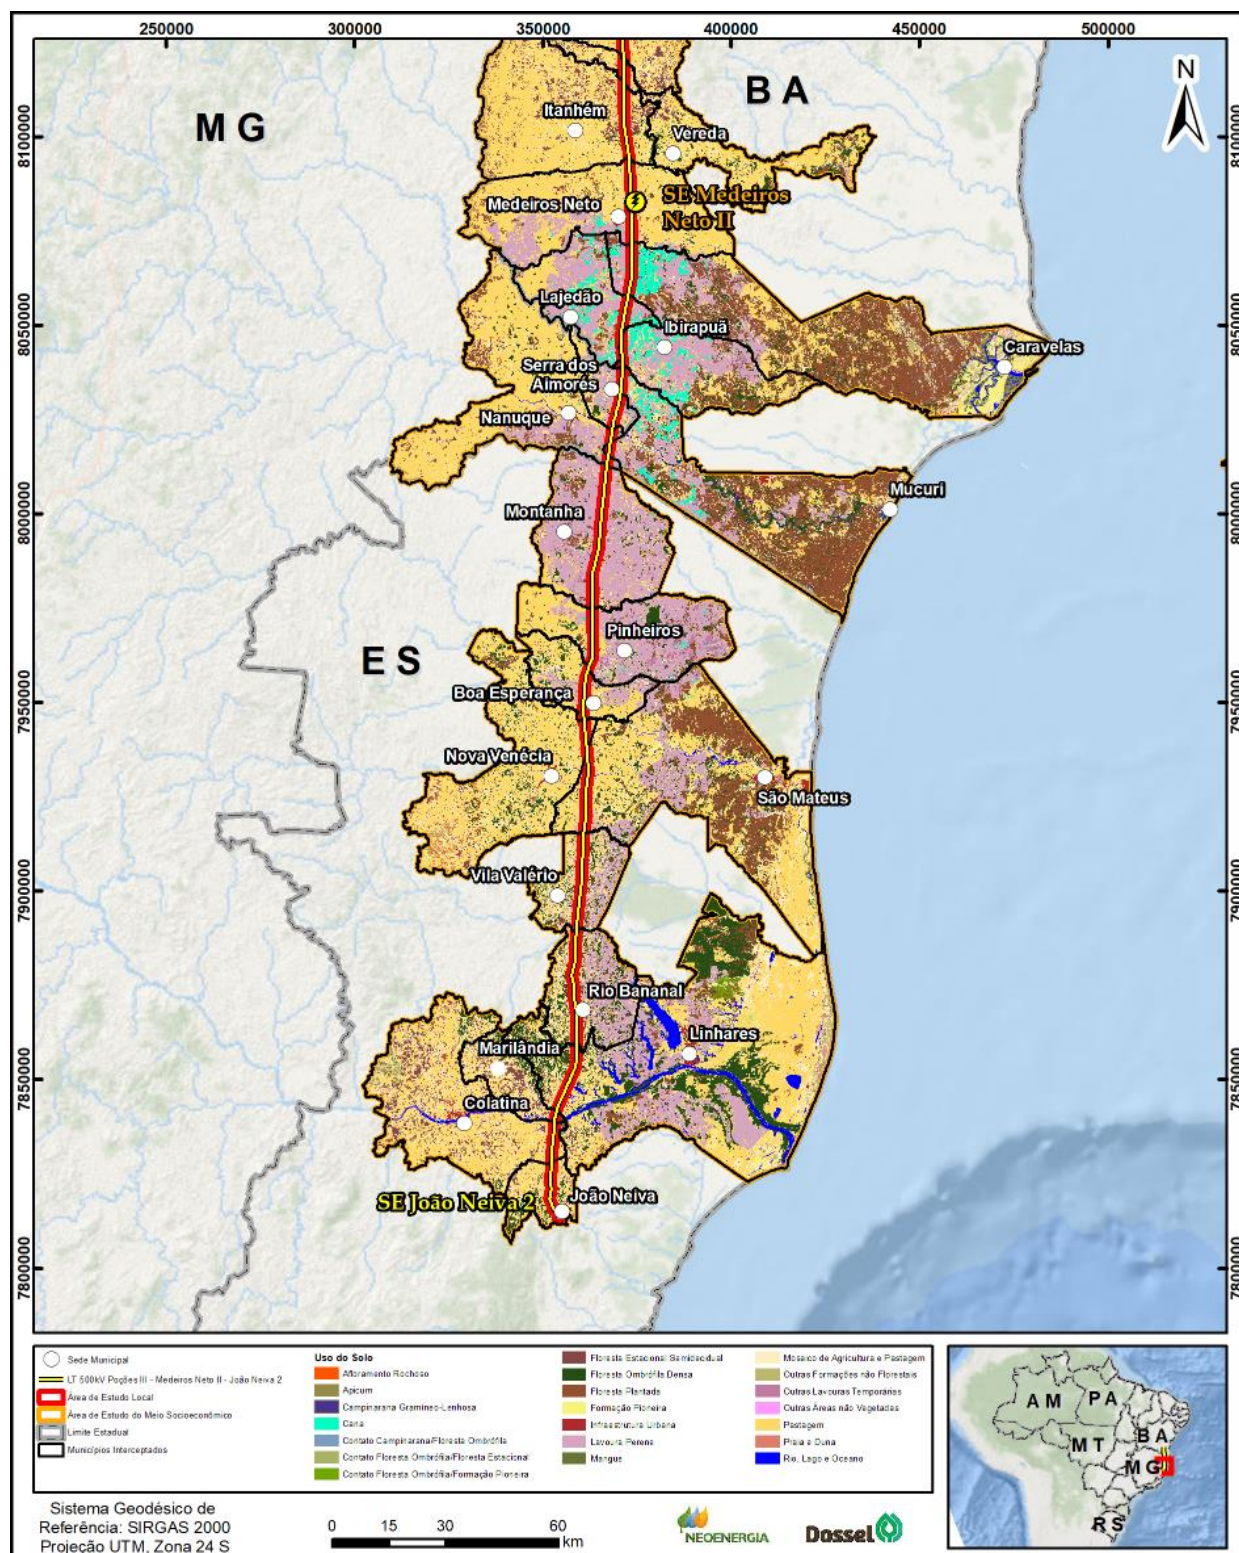 250000 300000 350000 400000 450000 500000
MG
BA
N
Itanhém
Vereda
8100000
8100000
SE Medeiros
Neto II
Medeiros Neto
Lajedão
Ibirapuã
8050000
8050000
Caravelas
Serra dos
Aimorés
Nanuque
Mucuri
8000000
8000000
Montanha
Pinheiros
ES
Boa Esperança
7950000
7950000
Nova Venécia
São Mateus
Vila Valério
7900000
7900000
Rio Bananal
Linhares
Marilândia
7850000
7850000
Colatina
SE João Neiva 2
João Neiva
7800000
7800000
Sede Municipal
LT 500kV Poções III - Medeiros Neto II - João Neiva 2
Área de Estudo Local
Área de Estudo do Meio Socioeconômico
Limite Estadual
Municípios Interceptados
Uso do Solo
Afloramento Rochoso
Apicum
Campinarana Gramíneo-Lenhosa
Cana
Contato Campinarana/Floresta Ombrófila
Contato Floresta Ombrófila/Floresta Estacional
Contato Floresta Ombrófila/Formação Pioneira
Floresta Estacional Semidecidual
Floresta Ombrófila Densa
Floresta Plantada
Formação Pioneira
Infraestrutura Urbana
Lavoura Perene
Mangue
Mosaico de Agricultura e Pastagem
Outras Formações não Florestais
Outras Lavouras Temporárias
Outras Áreas não Vegetadas
Pastagem
Praia e Duna
Rio, Lago e Oceano
AM
PA
BA
MT
MG
RS
Sistema Geodésico de
Referência: SIRGAS 2000
Projeção UTM, Zona 24 S
0 15 30 60
km
NEOENERGIA
Dossel